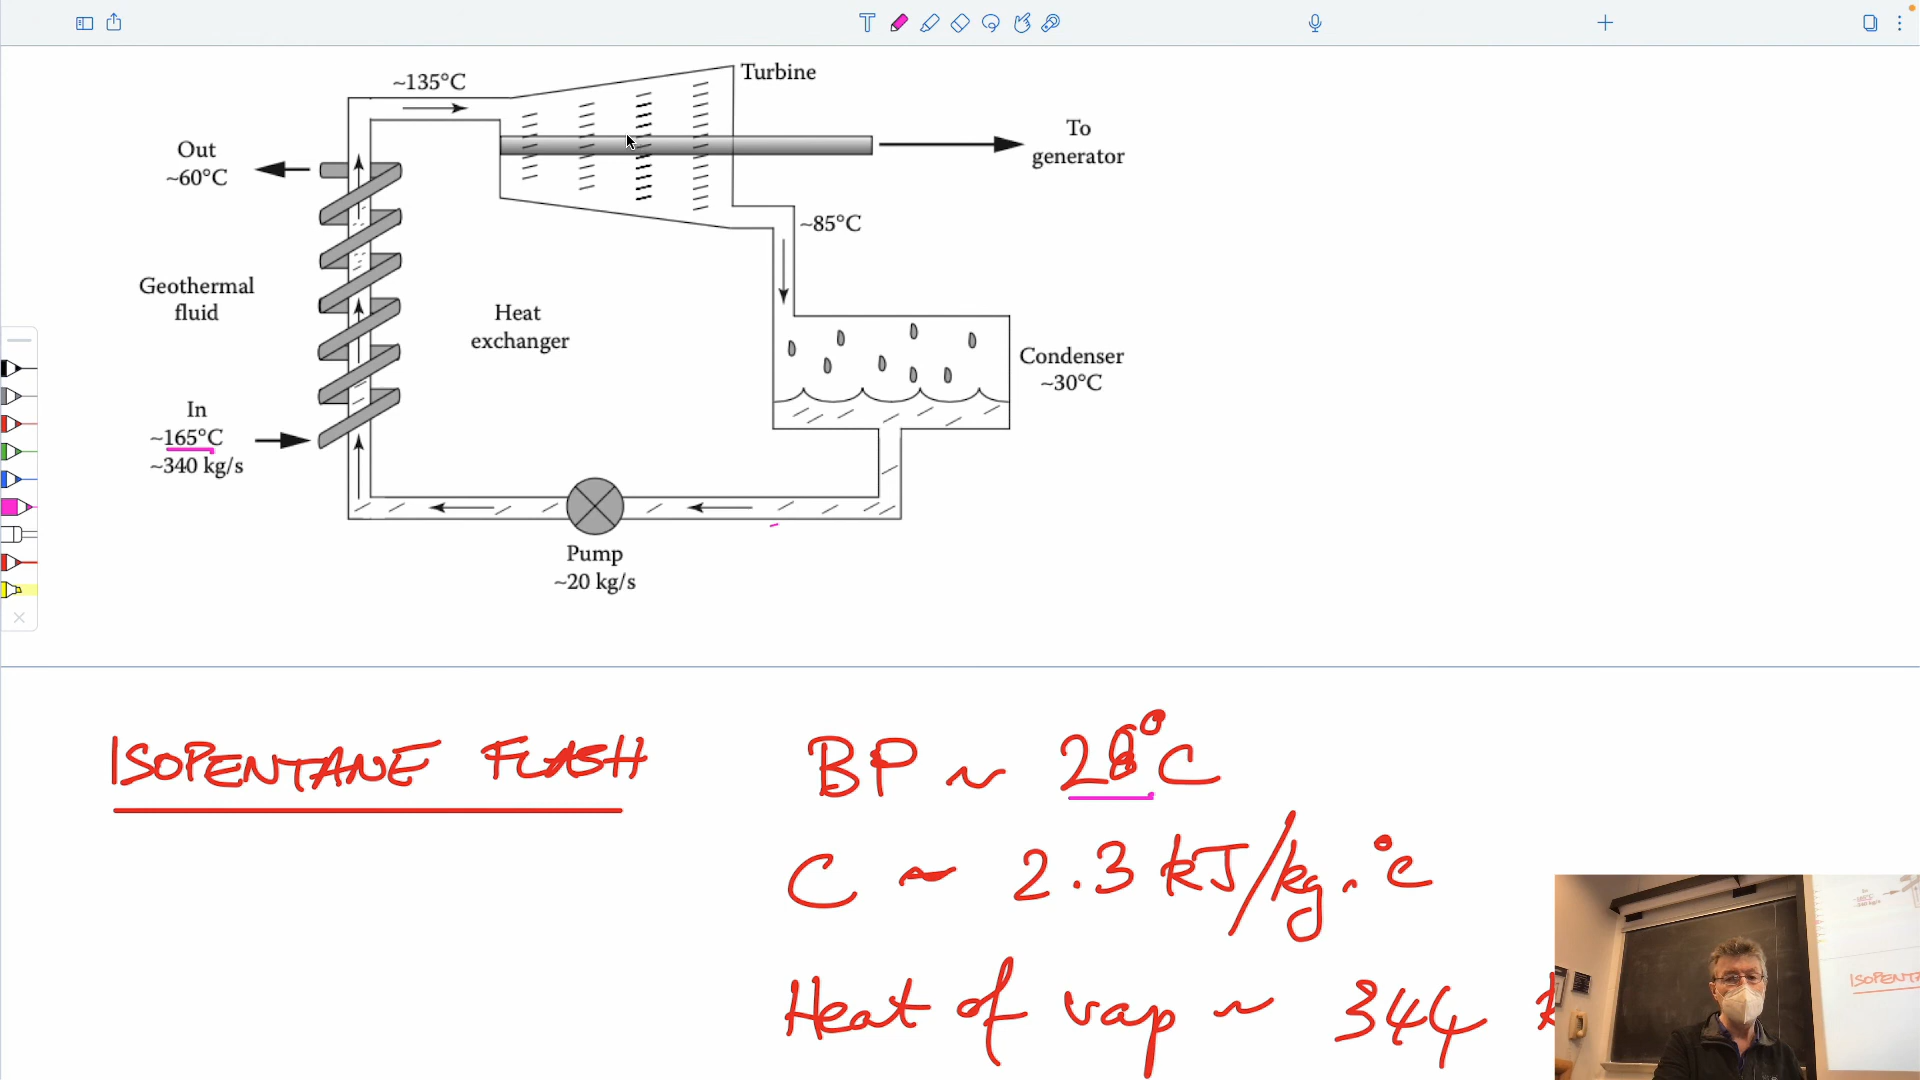 ~135°C
Turbine
To
generator
Out
~60°C
~85°C
Geothermal
fluid
Heat
exchanger
Condenser
~30°C
In
~165°C
~340 kg/s
Pump
~20 kg/s
ISOPENTANE FLASH
BP ~ 28°C
C ~ 2.3 kJ/kg.°C
Heat of vap ~ 344